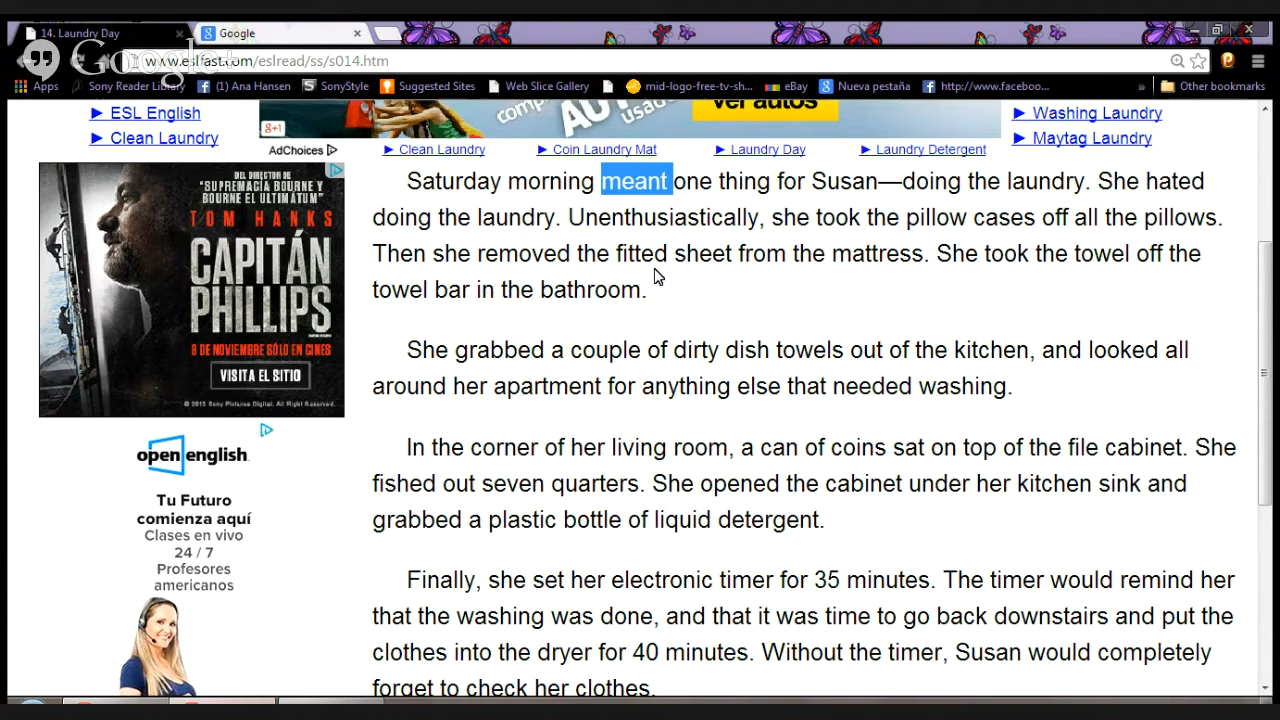 14. Laundry Day
Google
Google+
www.eslfast.com/eslread/ss/s014.htm
Apps
Sony Reader Library
(1) Ana Hansen
SonyStyle
Suggested Sites
Web Slice Gallery
mid-logo-free-tv-sh...
eBay
Nueva pestaña
http://www.faceboo...
»
Other bookmarks
► ESL English
► Clean Laundry
g+1
AdChoices
ver autos
► Washing Laundry
► Maytag Laundry
► Clean Laundry
► Coin Laundry Mat
► Laundry Day
► Laundry Detergent
DEL DIRECTOR DE
"SUPREMACÍA BOURNE Y
BOURNE EL ULTIMÁTUM"
TOM HANKS
CAPITÁN
PHILLIPS
8 DE NOVIEMBRE SÓLO EN CINES
VISITA EL SITIO
© 2013 Sony Pictures Digital. All Right Reserved.
open english
Tu Futuro
comienza aquí
Clases en vivo
24 / 7
Profesores
americanos
Saturday morning meant one thing for Susan—doing the laundry. She hated
doing the laundry. Unenthusiastically, she took the pillow cases off all the pillows.
Then she removed the fitted sheet from the mattress. She took the towel off the
towel bar in the bathroom.
She grabbed a couple of dirty dish towels out of the kitchen, and looked all
around her apartment for anything else that needed washing.
In the corner of her living room, a can of coins sat on top of the file cabinet. She
fished out seven quarters. She opened the cabinet under her kitchen sink and
grabbed a plastic bottle of liquid detergent.
Finally, she set her electronic timer for 35 minutes. The timer would remind her
that the washing was done, and that it was time to go back downstairs and put the
clothes into the dryer for 40 minutes. Without the timer, Susan would completely
forget to check her clothes.